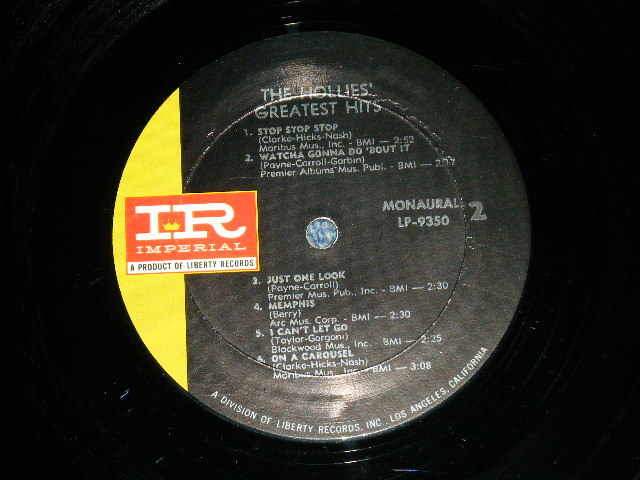 THE HOLLIES'
GREATEST HITS
1. STOP STOP STOP
(Clarke-Hicks-Nash)
Maribus Mus., Inc. - BMI — 2:52
2. WATCHA GONNA DO 'BOUT IT
(Payne-Carroll-Gorbin)
Premier Albums Mus. Publ. - BMI — 2:17
MONAURAL
LP-9350
2
IR
IMPERIAL
A PRODUCT OF LIBERTY RECORDS
3. JUST ONE LOOK
(Payne-Carroll)
Premier Mus. Pub., Inc. - BMI — 2:30
4. MEMPHIS
(Berry)
Arc Mus. Corp. - BMI — 2:30
5. I CAN'T LET GO
(Taylor-Gorgoni)
Blackwood Mus., Inc. BMI — 2:25
6. ON A CAROUSEL
(Clarke-Hicks-Nash)
Maribus Mus., Inc. BMI — 3:08
A DIVISION OF LIBERTY RECORDS, INC., LOS ANGELES, CALIFORNIA